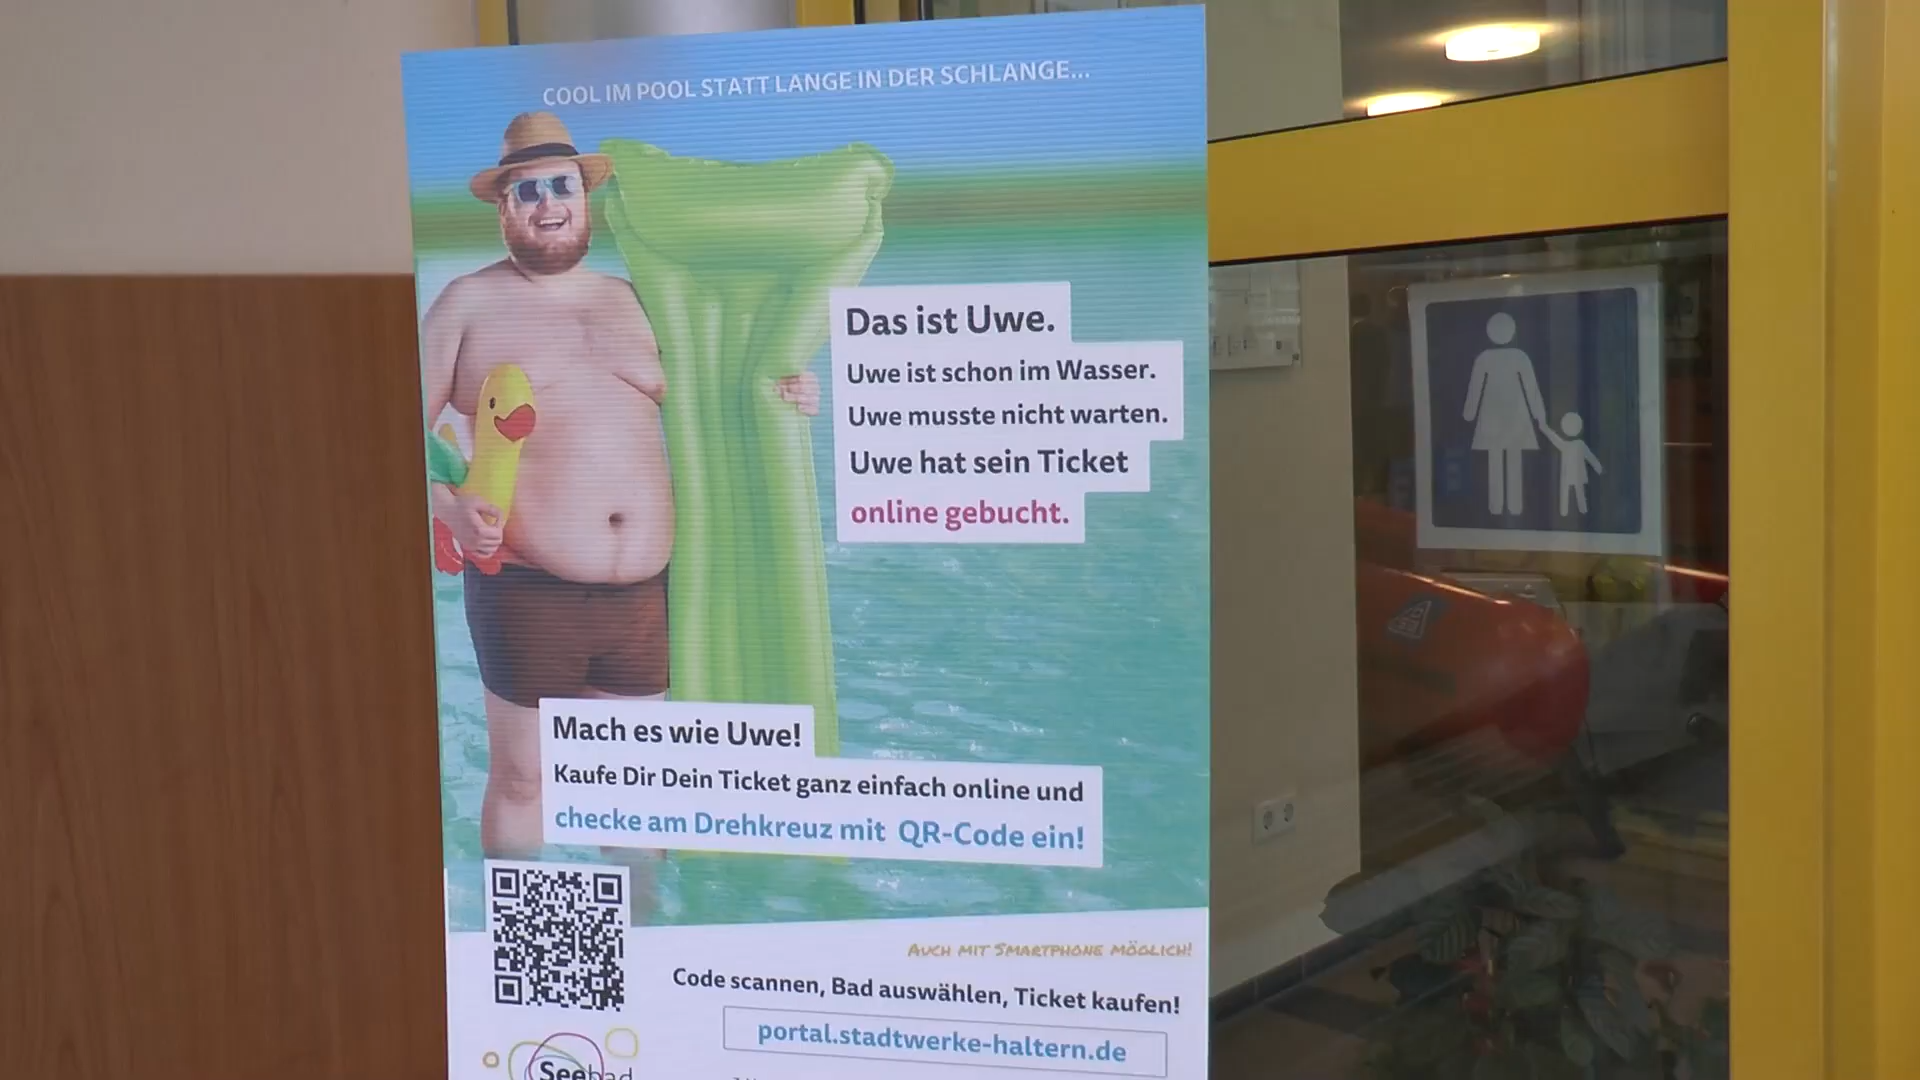 COOL IM POOL STATT LANGE IN DER SCHLANGE...
Das ist Uwe.
Uwe ist schon im Wasser.
Uwe musste nicht warten.
Uwe hat sein Ticket
online gebucht.
Mach es wie Uwe!
Kaufe Dir Dein Ticket ganz einfach online und
checke am Drehkreuz mit QR-Code ein!
AUCH MIT SMARTPHONE MÖGLICH!
Code scannen, Bad auswählen, Ticket kaufen!
portal.stadtwerke-haltern.de
Seebad